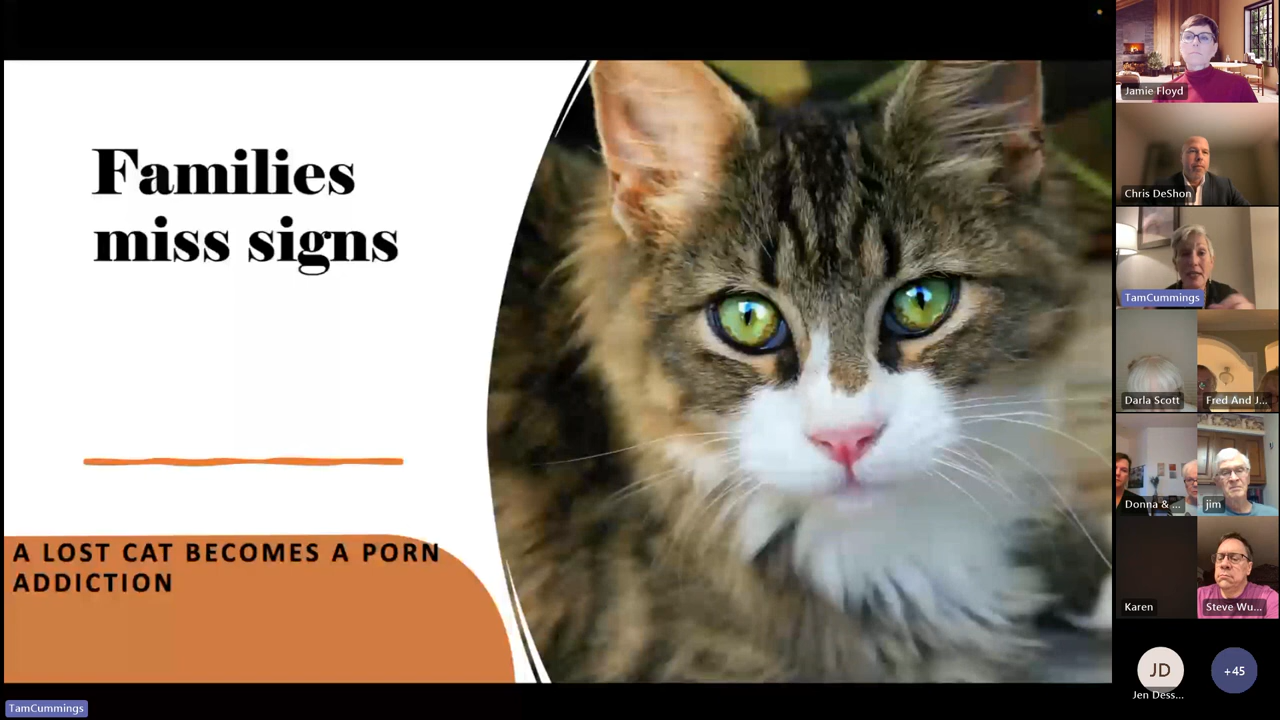 Families
miss signs
A LOST CAT BECOMES A PORN
ADDICTION
TamCummings
Jamie Floyd
Chris DeShon
TamCummings
Darla Scott
Fred And J...
Donna & ...
jim
Karen
Steve Wu...
JD
Jen Dess...
+45